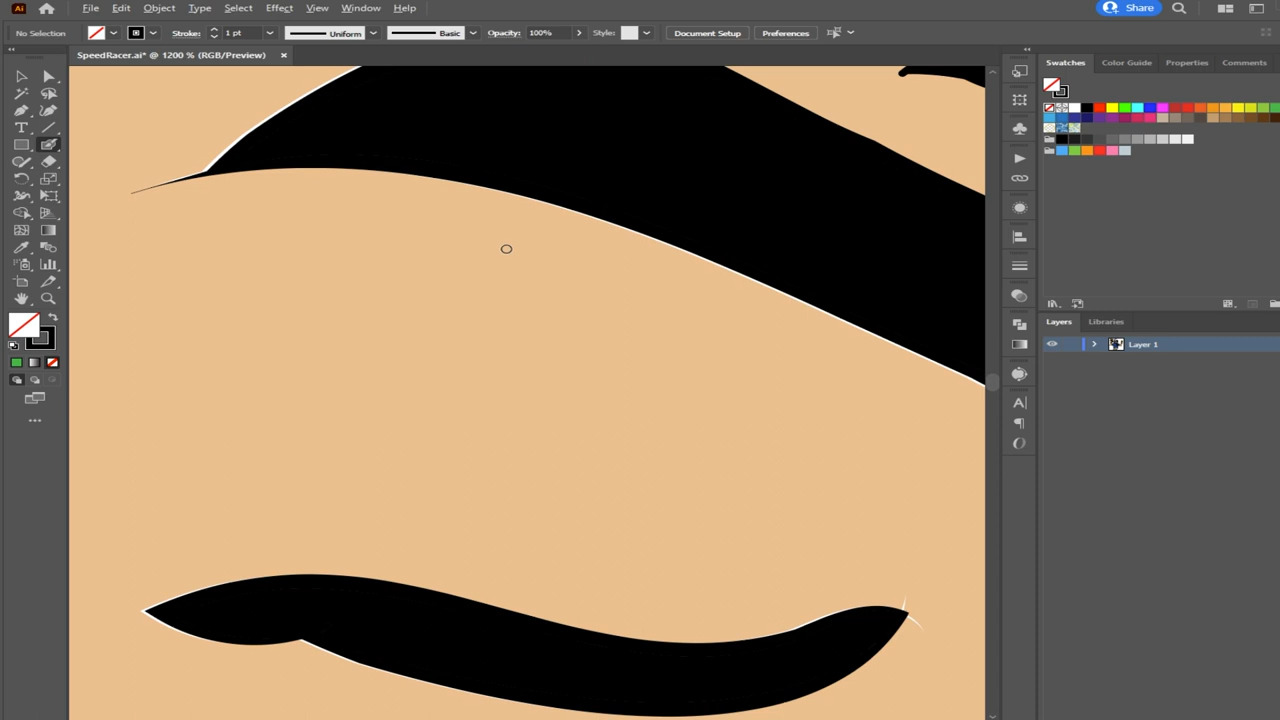 Ai File Edit Object Type Select Effect View Window Help Share
No Selection Stroke: 1 pt Uniform Basic Opacity: 100% Style: Document Setup Preferences
SpeedRacer.ai* @ 1200 % (RGB/Preview) ×
Swatches Color Guide Properties Comments
Layers Libraries
Layer 1